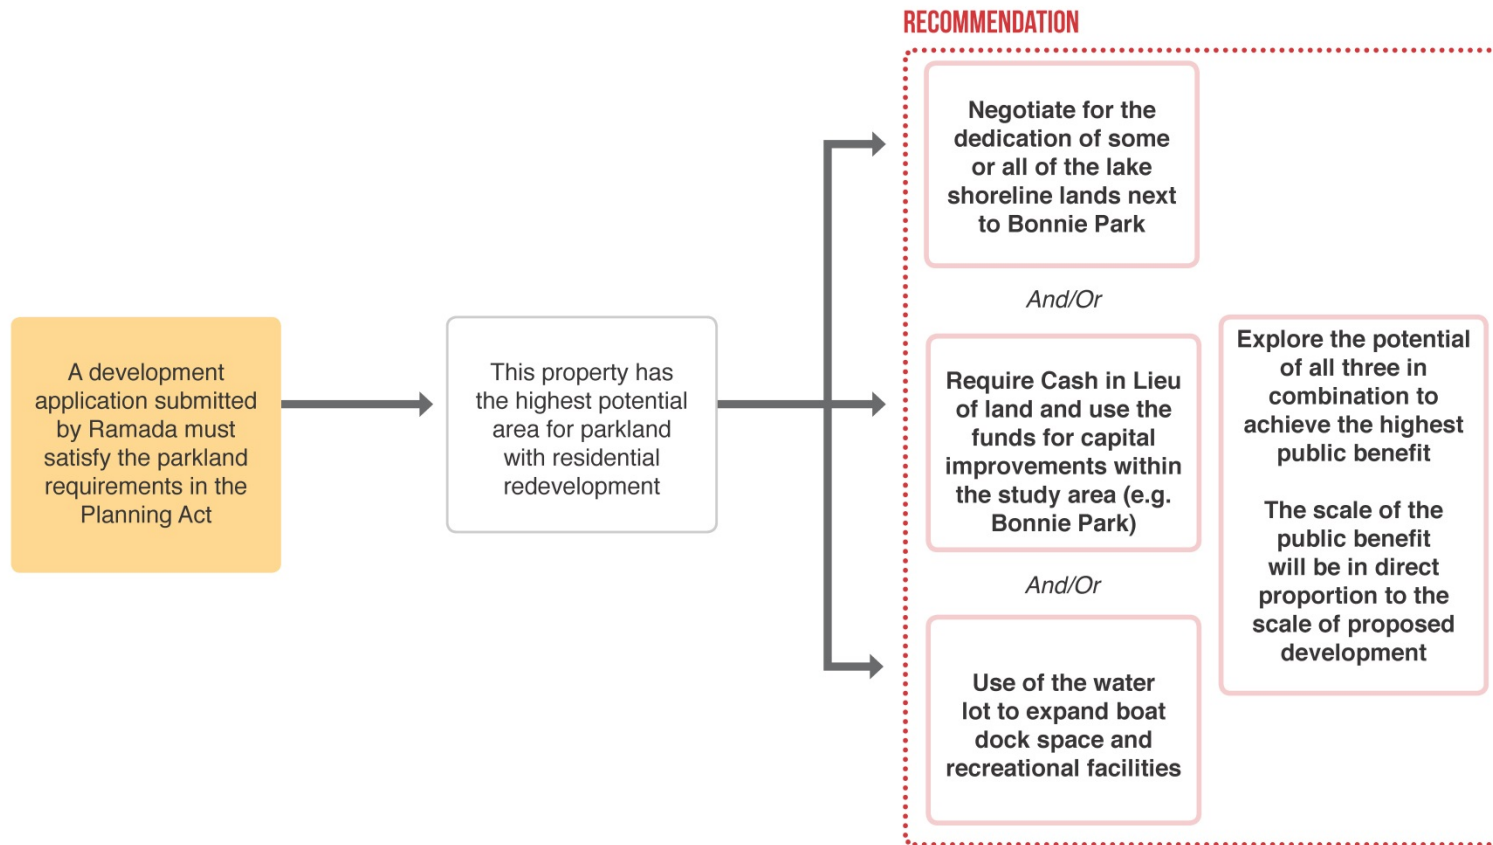 RECOMMENDATION
A development
application submitted
by Ramada must
satisfy the parkland
requirements in the
Planning Act
This property has
the highest potential
area for parkland
with residential
redevelopment
Negotiate for the
dedication of some
or all of the lake
shoreline lands next
to Bonnie Park
And/Or
Require Cash in Lieu
of land and use the
funds for capital
improvements within
the study area (e.g.
Bonnie Park)
And/Or
Use of the water
lot to expand boat
dock space and
recreational facilities
Explore the potential
of all three in
combination to
achieve the highest
public benefit
The scale of the
public benefit
will be in direct
proportion to the
scale of proposed
development